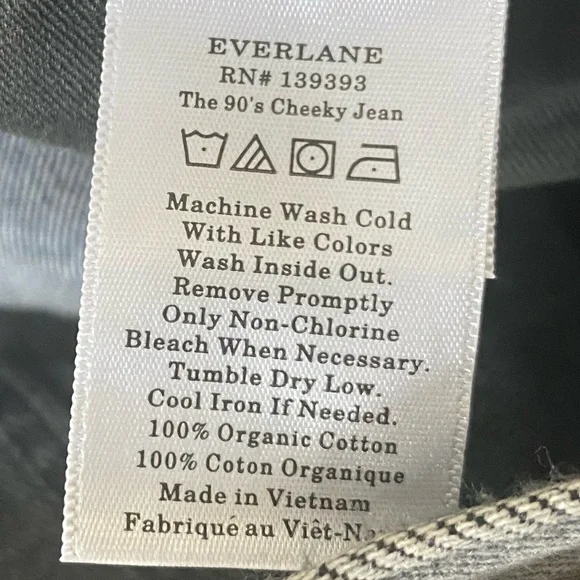 EVERLANE
RN# 139393
The 90's Cheeky Jean
Machine Wash Cold
With Like Colors
Wash Inside Out.
Remove Promptly
Only Non-Chlorine
Bleach When Necessary.
Tumble Dry Low.
Cool Iron If Needed.
100% Organic Cotton
100% Coton Organique
Made in Vietnam
Fabriqué au Viêt-N